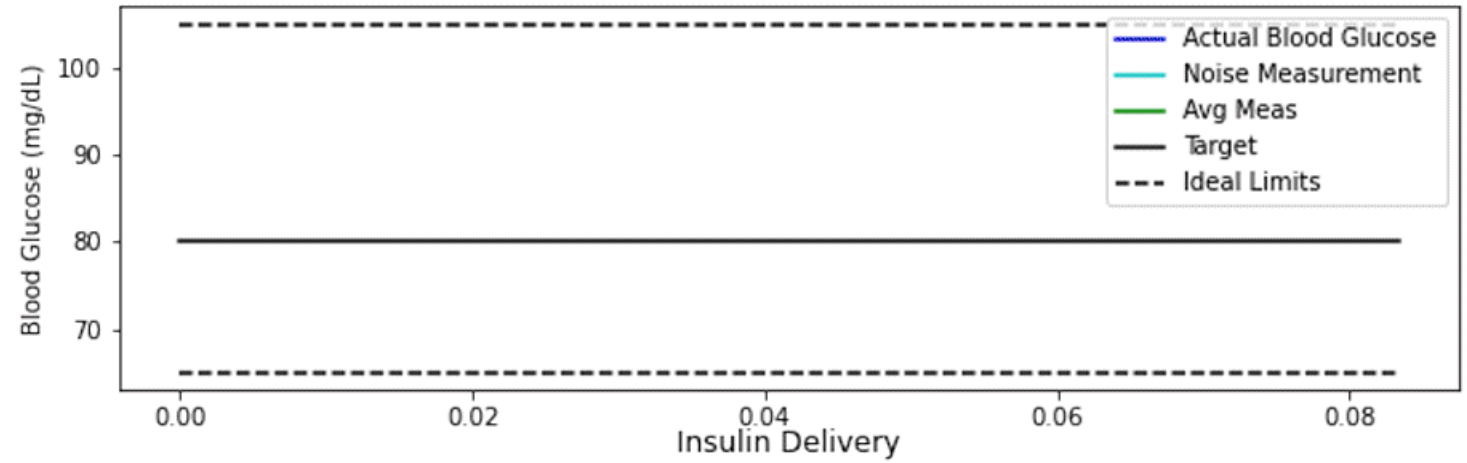 Blood Glucose (mg/dL)
100
90
80
70
Actual Blood Glucose
Noise Measurement
Avg Meas
Target
Ideal Limits
0.00 0.02 0.04 0.06 0.08
Insulin Delivery